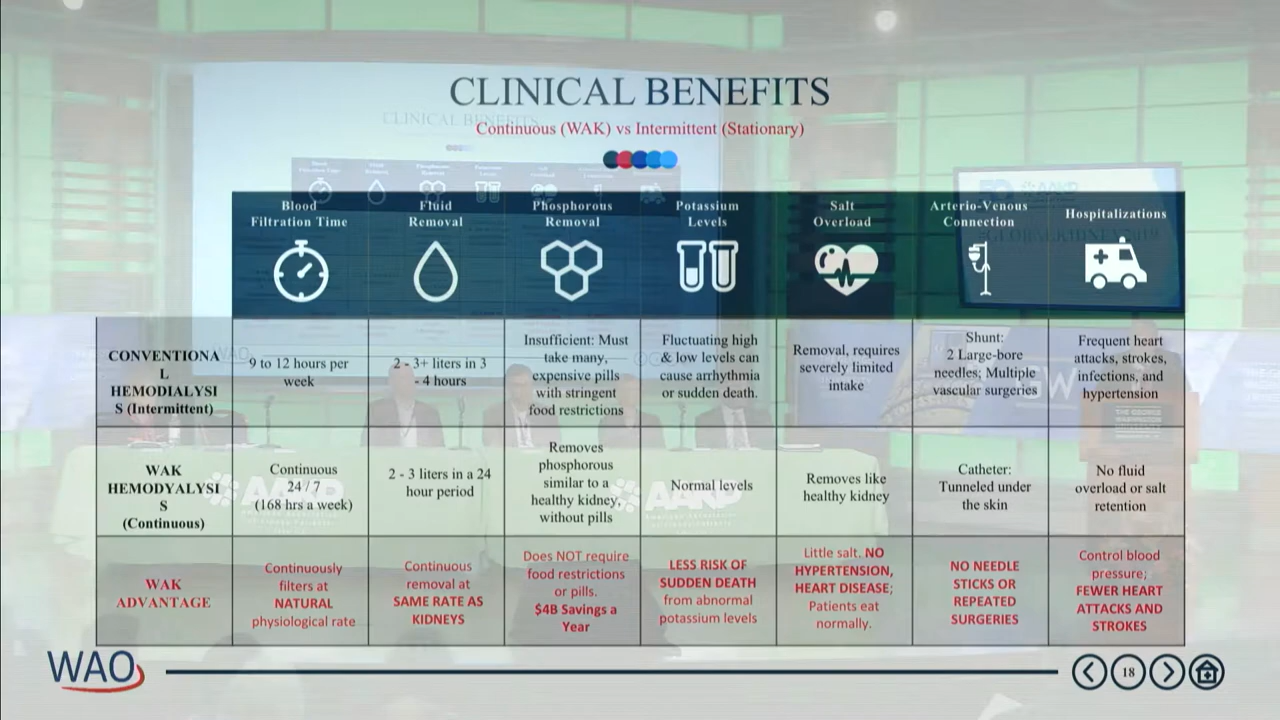 CLINICAL BENEFITS
Continuous (WAK) vs Intermittent (Stationary)
Blood
Filtration Time
Fluid
Removal
Phosphorous
Removal
Potassium
Levels
Salt
Overload
Arterio-Venous
Connection
Hospitalizations
CONVENTIONA
L
HEMODIALYSI
S (Intermittent)
9 to 12 hours per
week
2 - 3+ liters in 3
- 4 hours
Insufficient: Must
take many,
expensive pills
with stringent
food restrictions
Fluctuating high
& low levels can
cause arrhythmia
or sudden death.
Removal, requires
severely limited
intake
Shunt:
2 Large-bore
needles; Multiple
vascular surgeries
Frequent heart
attacks, strokes,
infections, and
hypertension
WAK
HEMODYALYSI
S
(Continuous)
Continuous
24 / 7
(168 hrs a week)
2 - 3 liters in a 24
hour period
Removes
phosphorous
similar to a
healthy kidney,
without pills
Normal levels
Removes like
healthy kidney
Catheter:
Tunneled under
the skin
No fluid
overload or salt
retention
WAK
ADVANTAGE
Continuously
filters at
NATURAL
physiological rate
Continuous
removal at
SAME RATE AS
KIDNEYS
Does NOT require
food restrictions
or pills.
$4B Savings a
Year
LESS RISK OF
SUDDEN DEATH
from abnormal
potassium levels
Little salt. NO
HYPERTENSION,
HEART DISEASE;
Patients eat
normally.
NO NEEDLE
STICKS OR
REPEATED
SURGERIES
Control blood
pressure;
FEWER HEART
ATTACKS AND
STROKES
WAO
18
CLINICAL BENEFITS
GW
AAKP
AAKP